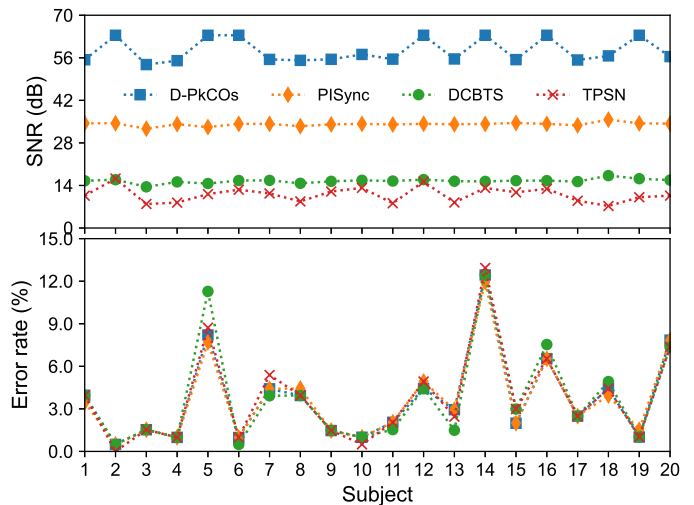 70
56
42
28
14
0
SNR (dB)
D-PkCOs PISync DCBTS TPSN
15.0
12.0
9.0
6.0
3.0
0.0
Error rate (%)
1 2 3 4 5 6 7 8 9 10 11 12 13 14 15 16 17 18 19 20
Subject